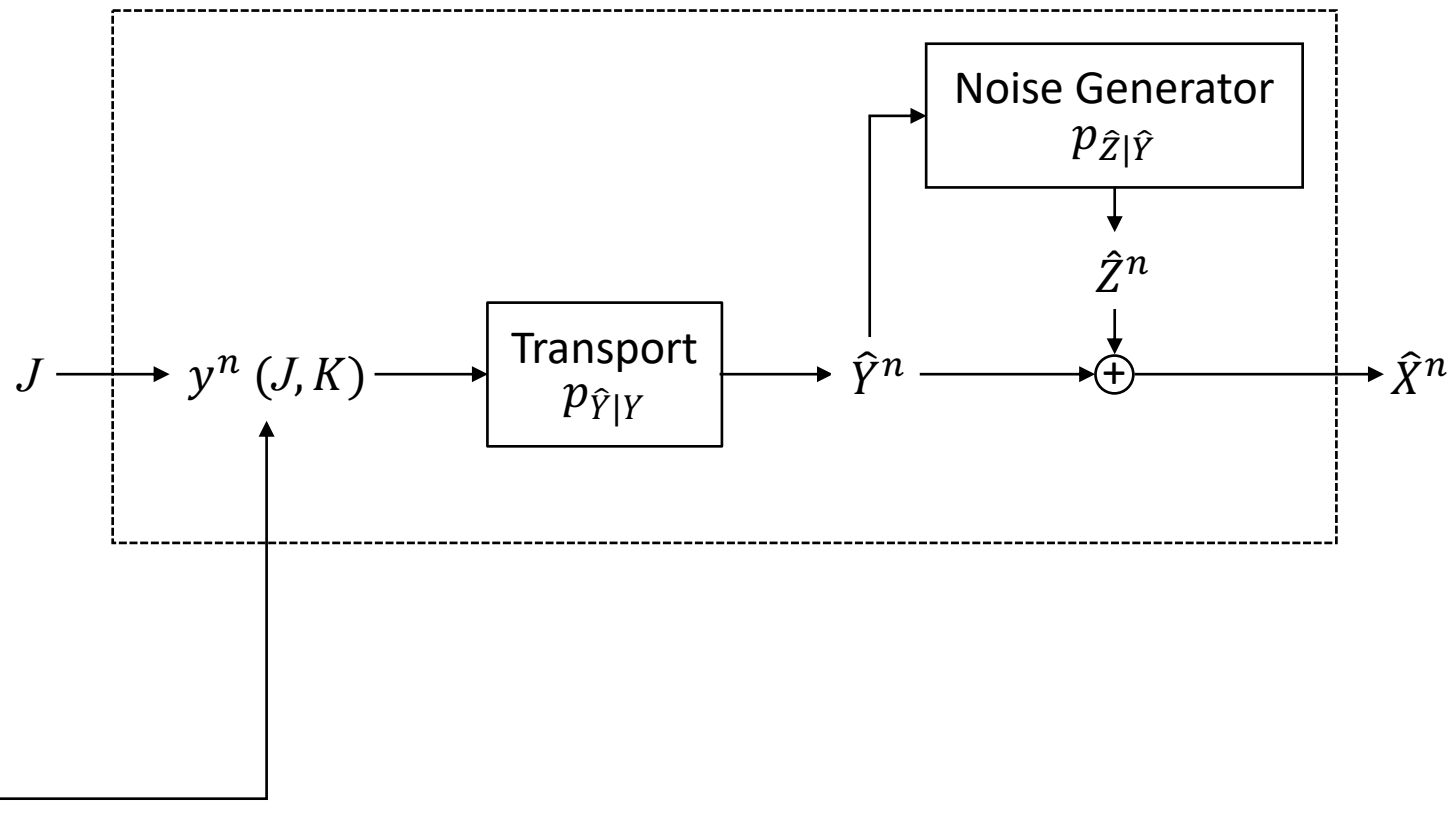 Noise Generator
p_{Ẑ|Ŷ}
Ẑ^n
J
y^n (J, K)
Transport
p_{Ŷ|Y}
Ŷ^n
+
X̂^n